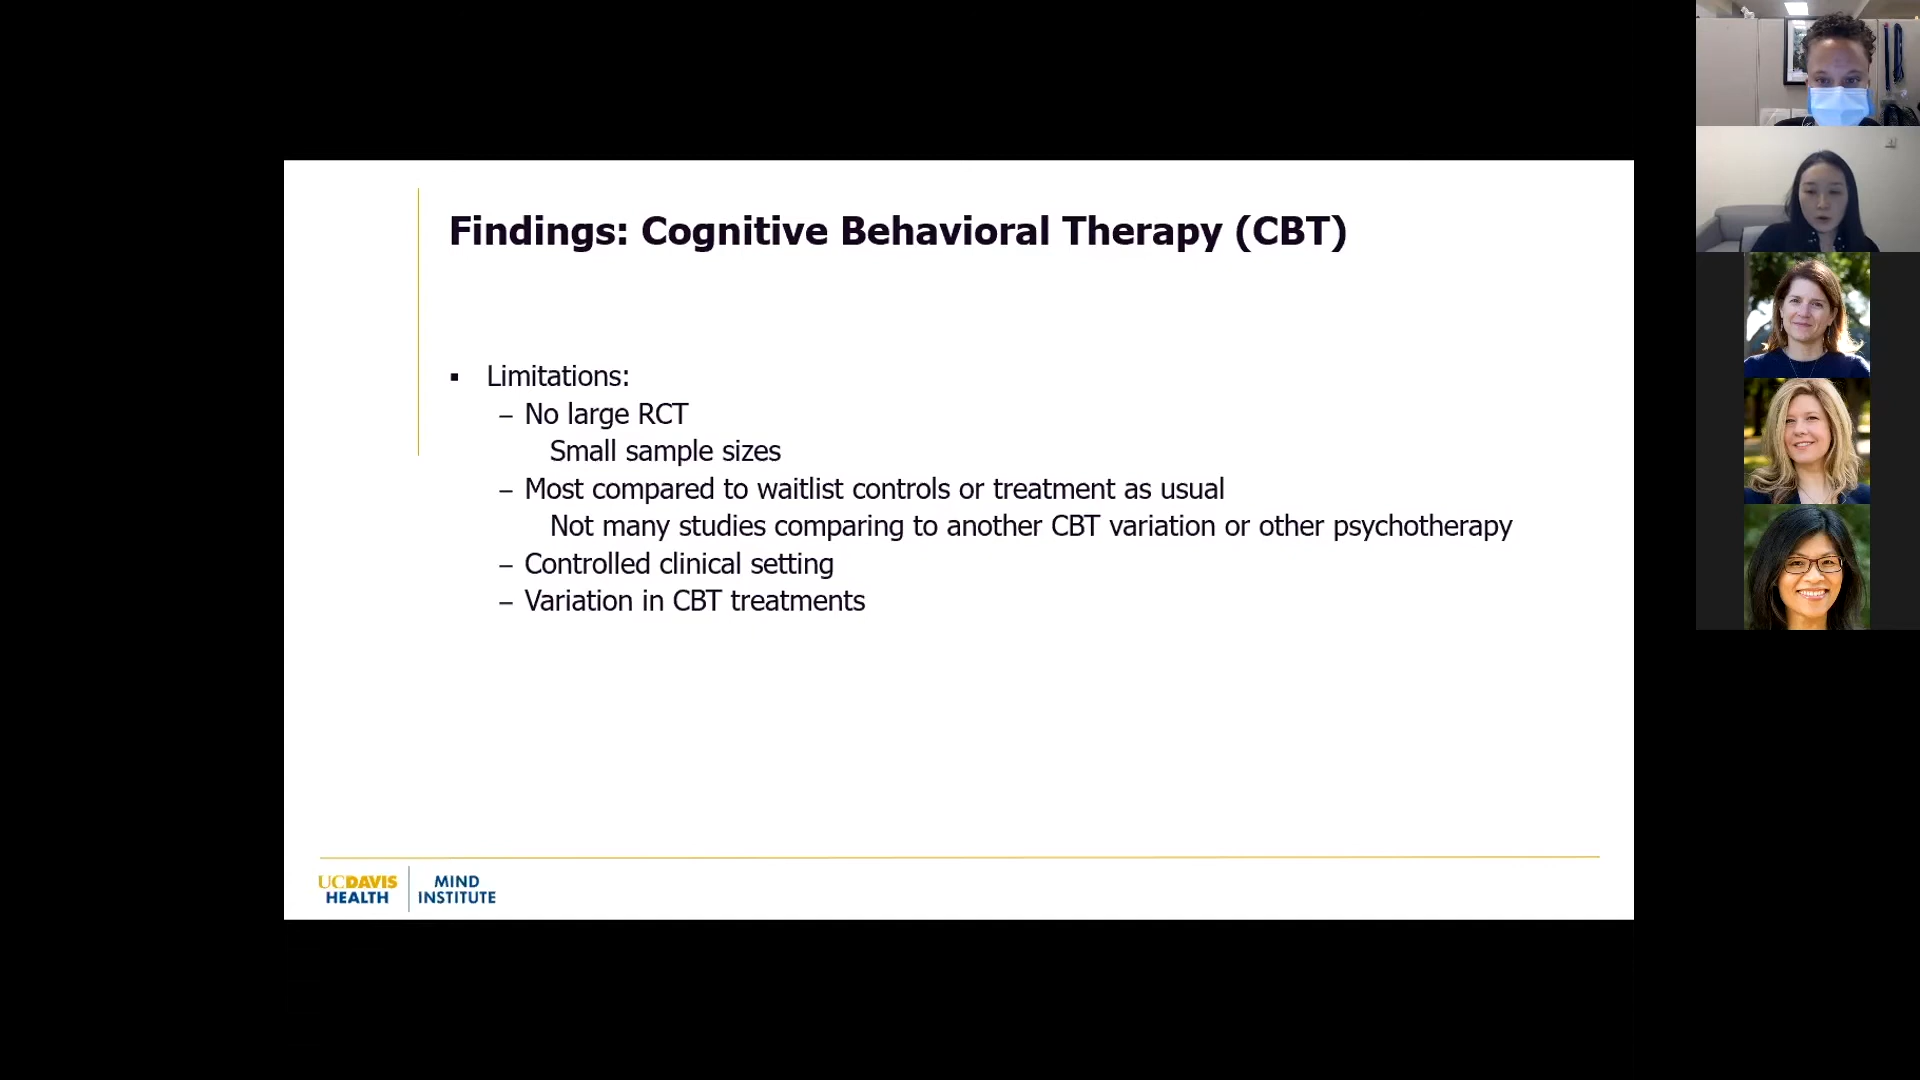 Findings: Cognitive Behavioral Therapy (CBT)
▪ Limitations:
– No large RCT
Small sample sizes
– Most compared to waitlist controls or treatment as usual
Not many studies comparing to another CBT variation or other psychotherapy
– Controlled clinical setting
– Variation in CBT treatments
UCDAVIS
HEALTH
MIND
INSTITUTE